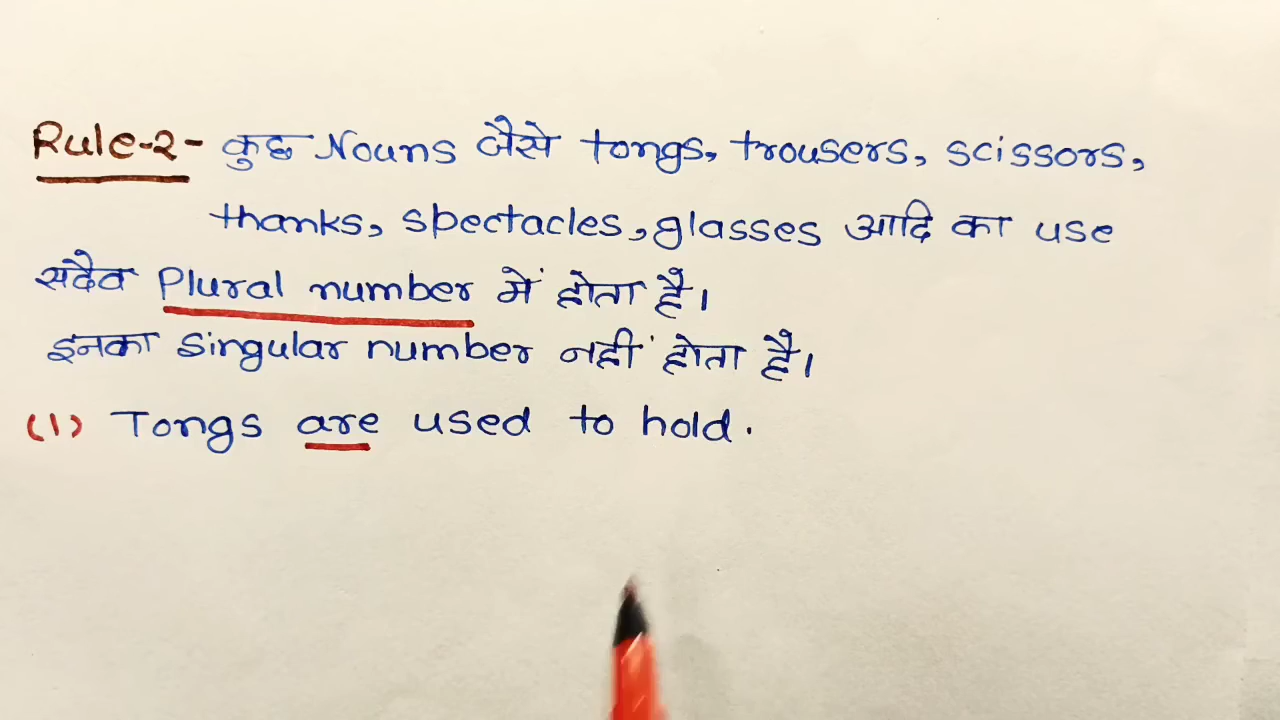 Rule-2- कुछ Nouns जैसे tongs, trousers, scissors,
thanks, spectacles, glasses आदि का use
सदैव Plural number में होता है।
इनका singular number नहीं होता है।
(1) Tongs are used to hold.